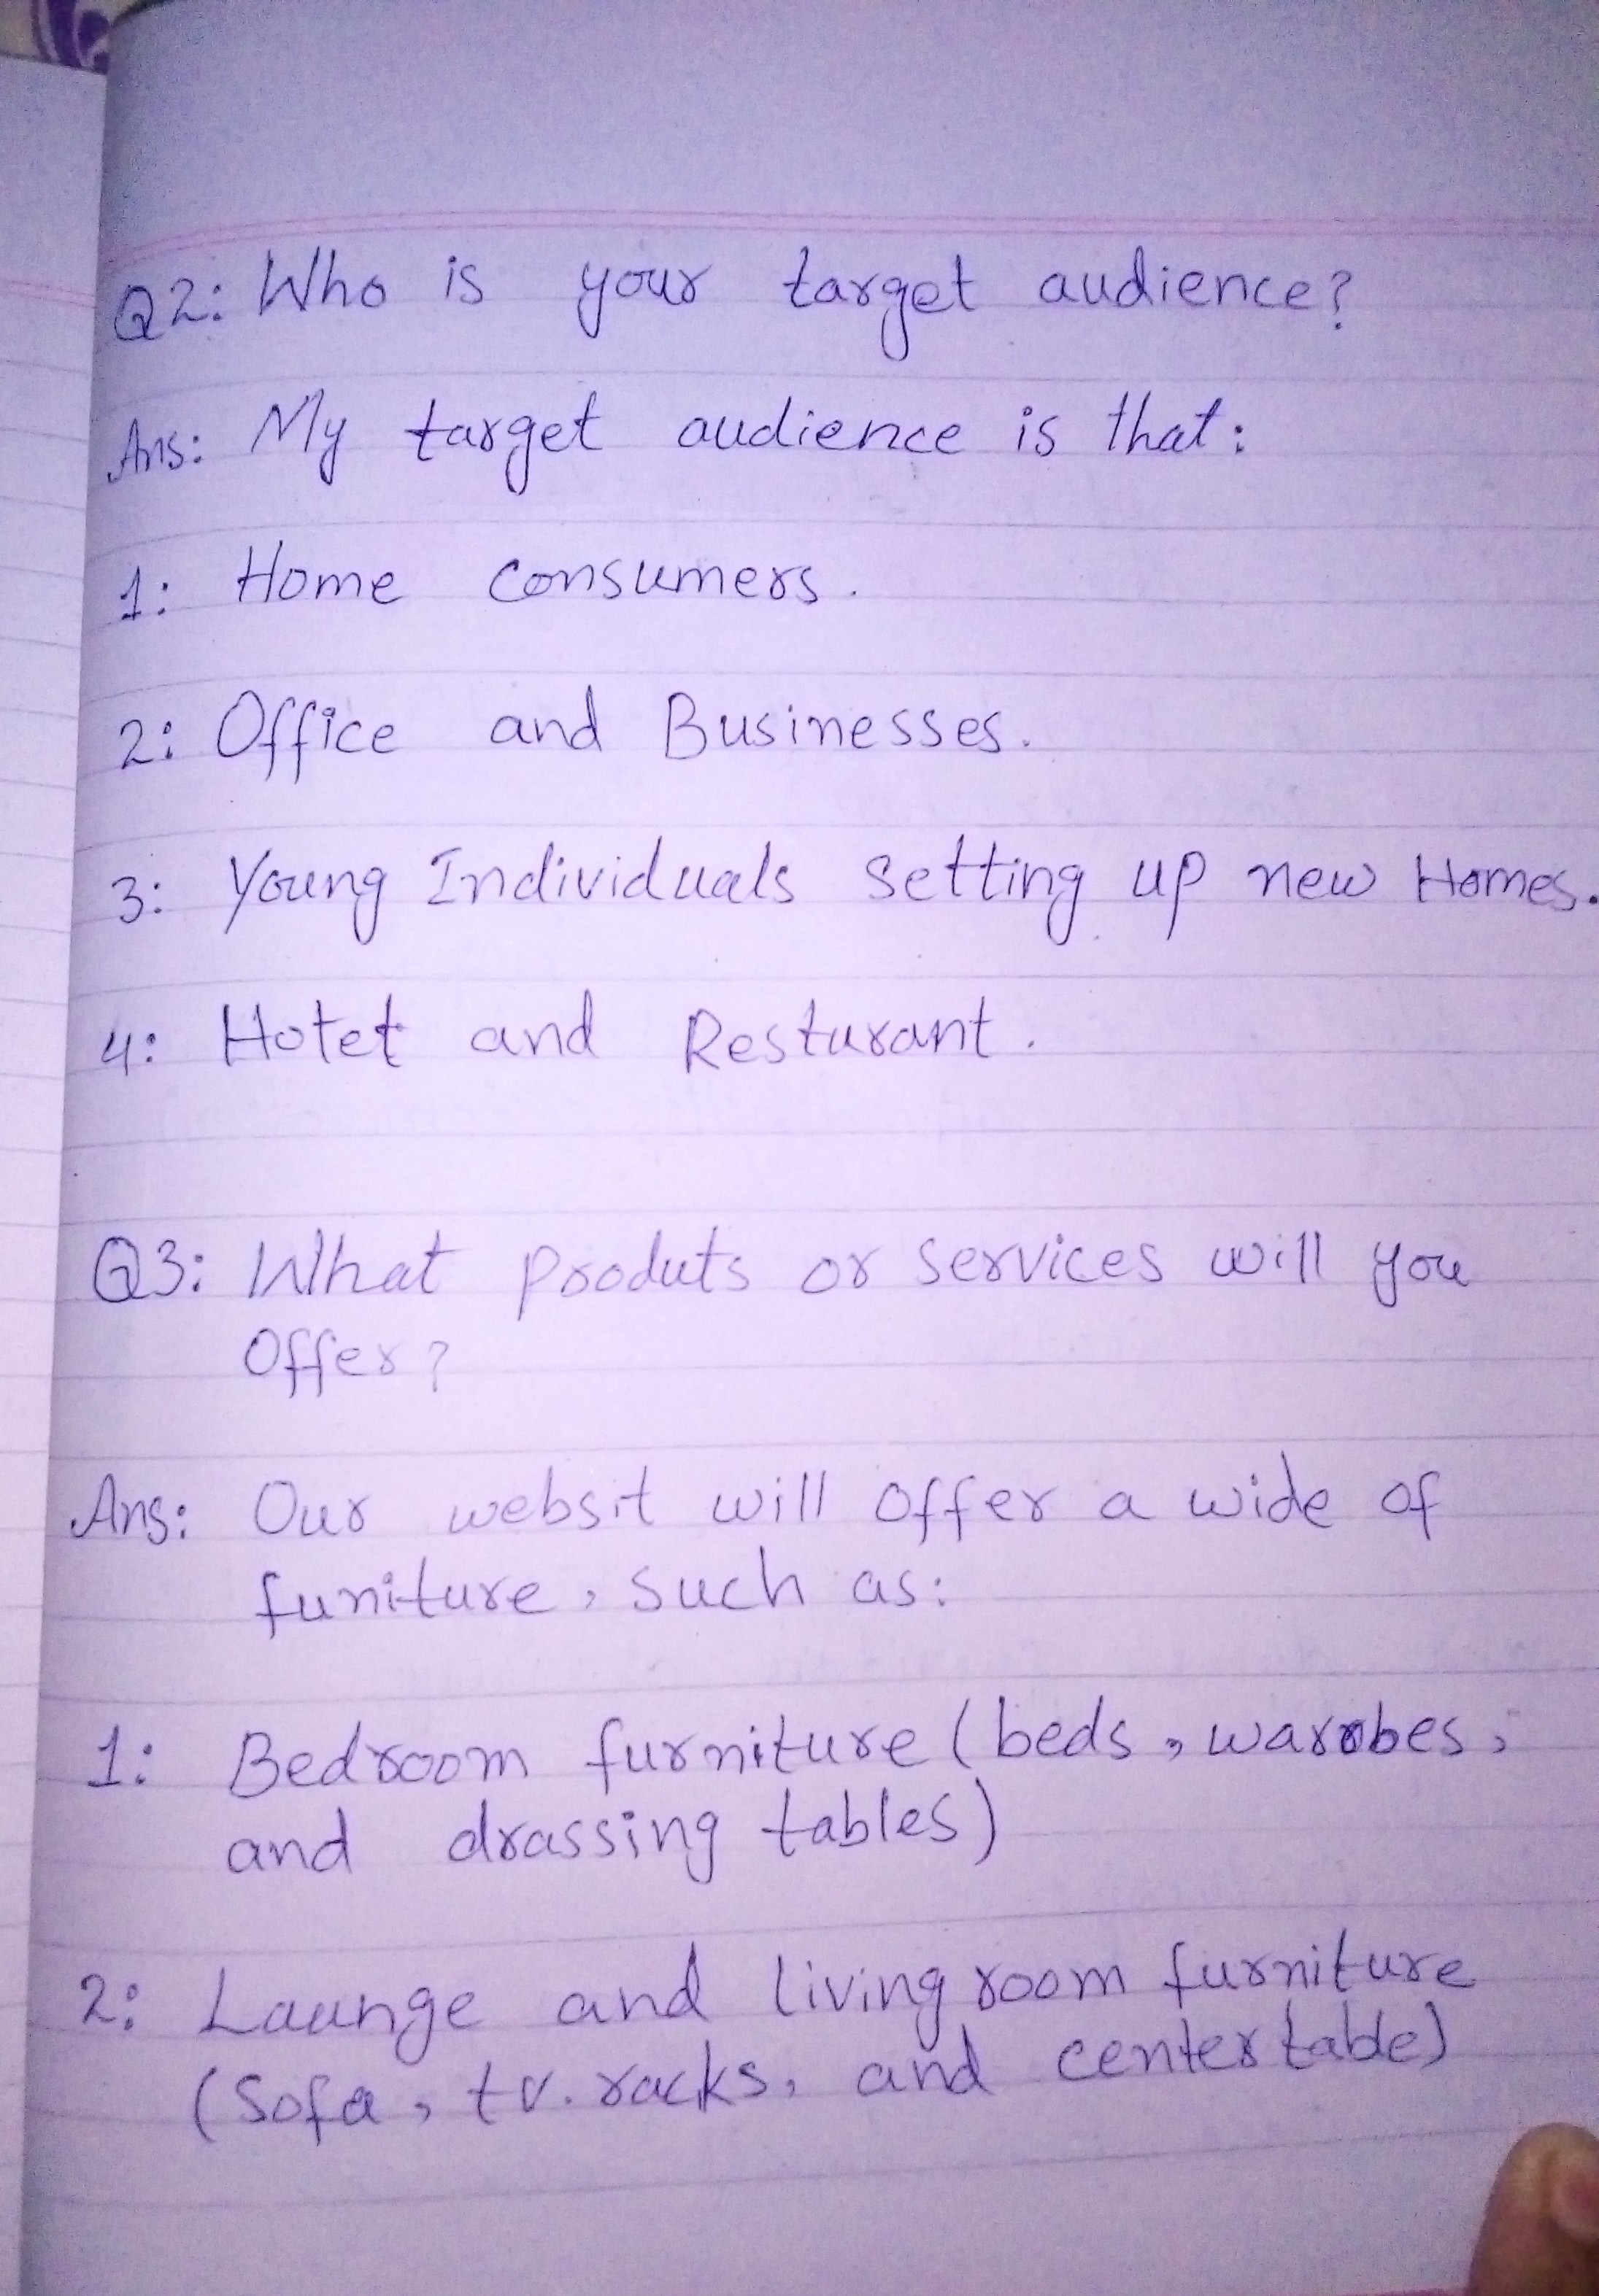 Q2: Who is your target audience?
Ans: My target audience is that:
1: Home Consumers.
2: Office and Businesses.
3: Young Individuals setting up new Homes.
4: Hotet and Resturant.
Q3: What produts or services will you
Offer?
Ans: Our websit will offer a wide of
funiture, such as:
1: Bedroom furniture (beds, warobes,
and drassing tables)
2: Launge and living room furniture
(Sofa, tv. racks, and center table)